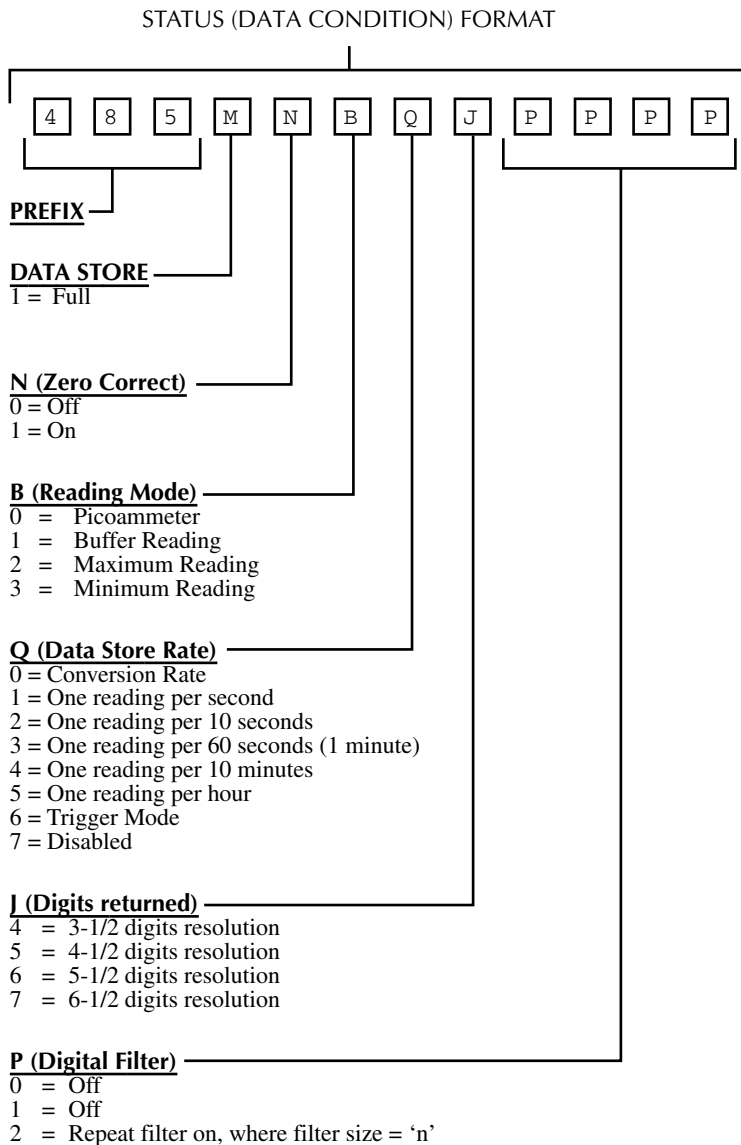 STATUS (DATA CONDITION) FORMAT
4 8 5 M N B Q J P P P P
PREFIX
DATA STORE
1 = Full
N (Zero Correct)
0 = Off
1 = On
B (Reading Mode)
0 = Picoammeter
1 = Buffer Reading
2 = Maximum Reading
3 = Minimum Reading
Q (Data Store Rate)
0 = Conversion Rate
1 = One reading per second
2 = One reading per 10 seconds
3 = One reading per 60 seconds (1 minute)
4 = One reading per 10 minutes
5 = One reading per hour
6 = Trigger Mode
7 = Disabled
J (Digits returned)
4 = 3-1/2 digits resolution
5 = 4-1/2 digits resolution
6 = 5-1/2 digits resolution
7 = 6-1/2 digits resolution
P (Digital Filter)
0 = Off
1 = Off
2 = Repeat filter on, where filter size = ‘n’